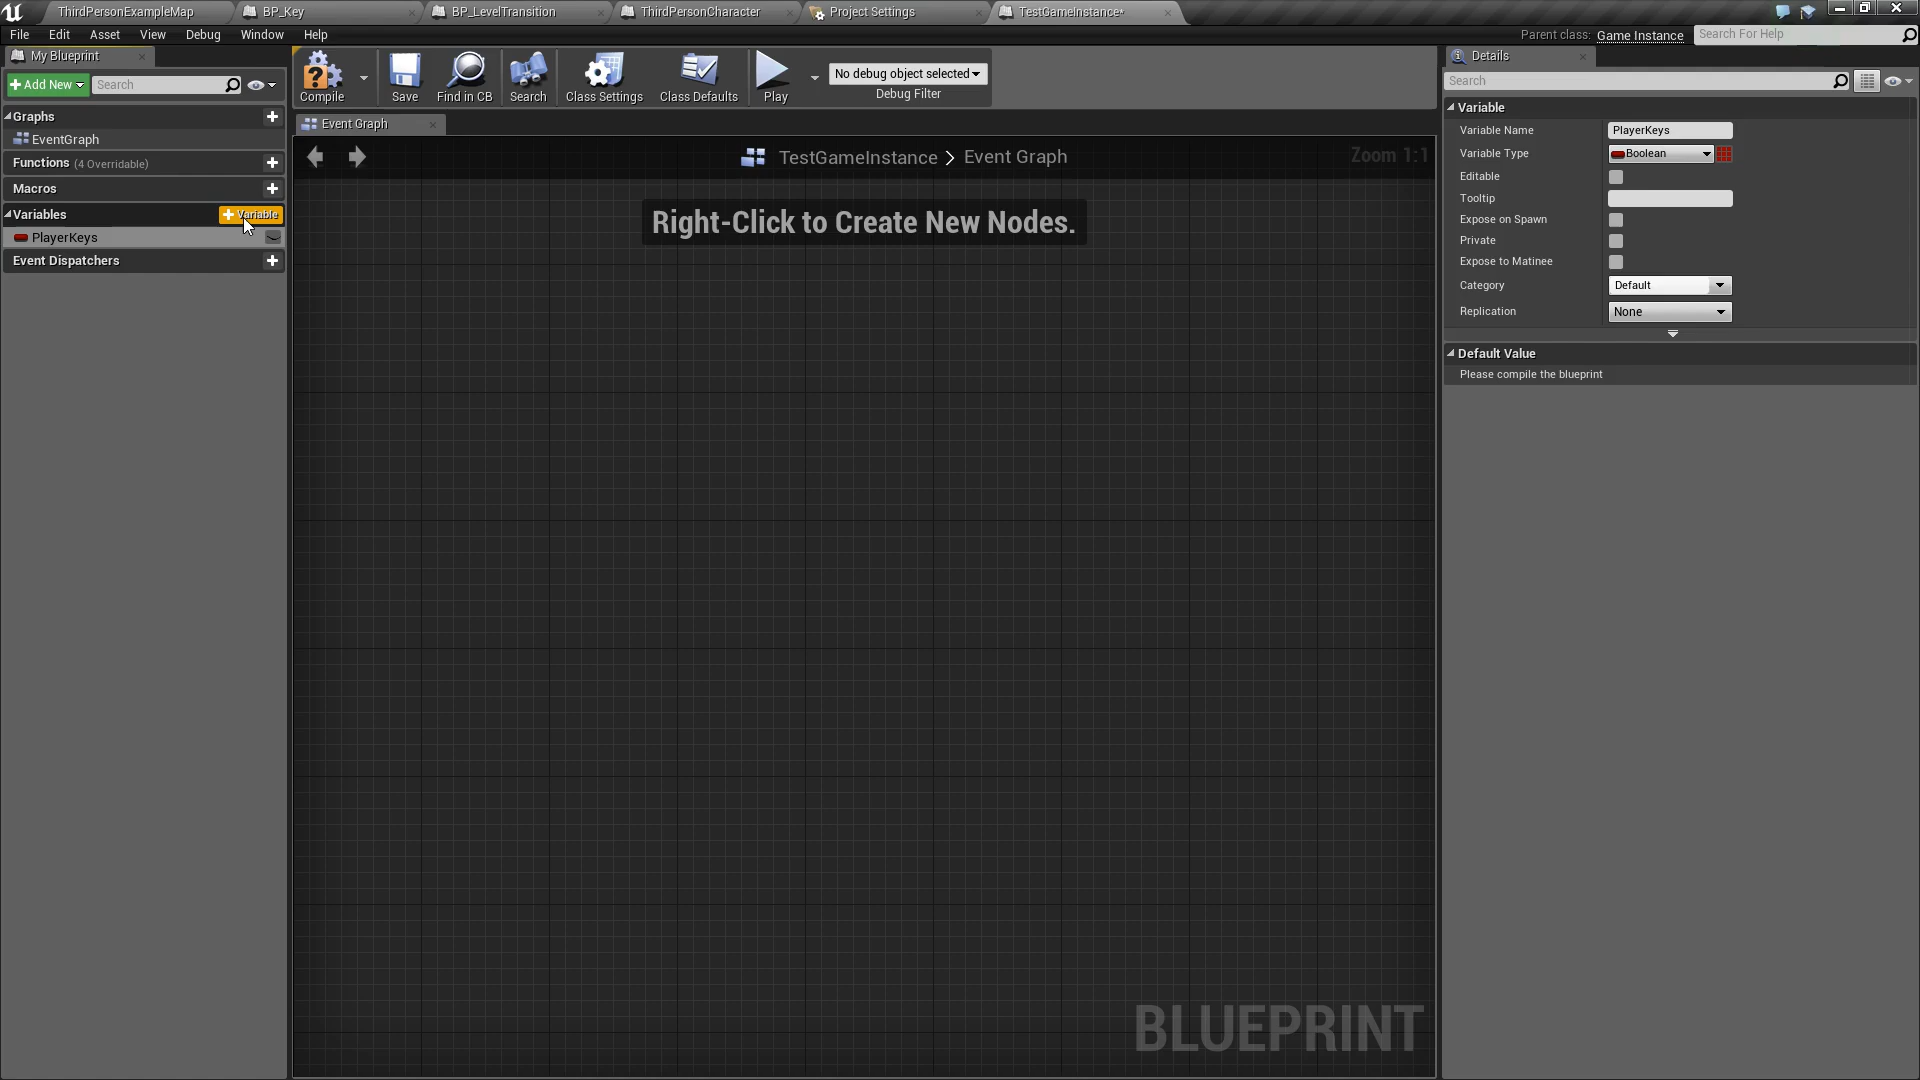 ThirdPersonExampleMap
BP_Key
BP_LevelTransition
ThirdPersonCharacter
Project Settings
TestGameInstance*
File Edit Asset View Debug Window Help
Parent class: Game Instance
Search For Help
My Blueprint
Add New
Search
Compile
Save
Find in CB
Search
Class Settings
Class Defaults
Play
No debug object selected
Debug Filter
Graphs
EventGraph
Functions (4 Overridable)
Macros
Variables
Variable
PlayerKeys
Event Dispatchers
Event Graph
TestGameInstance > Event Graph
Zoom 1:1
Right-Click to Create New Nodes.
BLUEPRINT
Details
Search
Variable
Variable Name PlayerKeys
Variable Type Boolean
Editable
Tooltip
Expose on Spawn
Private
Expose to Matinee
Category Default
Replication None
Default Value
Please compile the blueprint